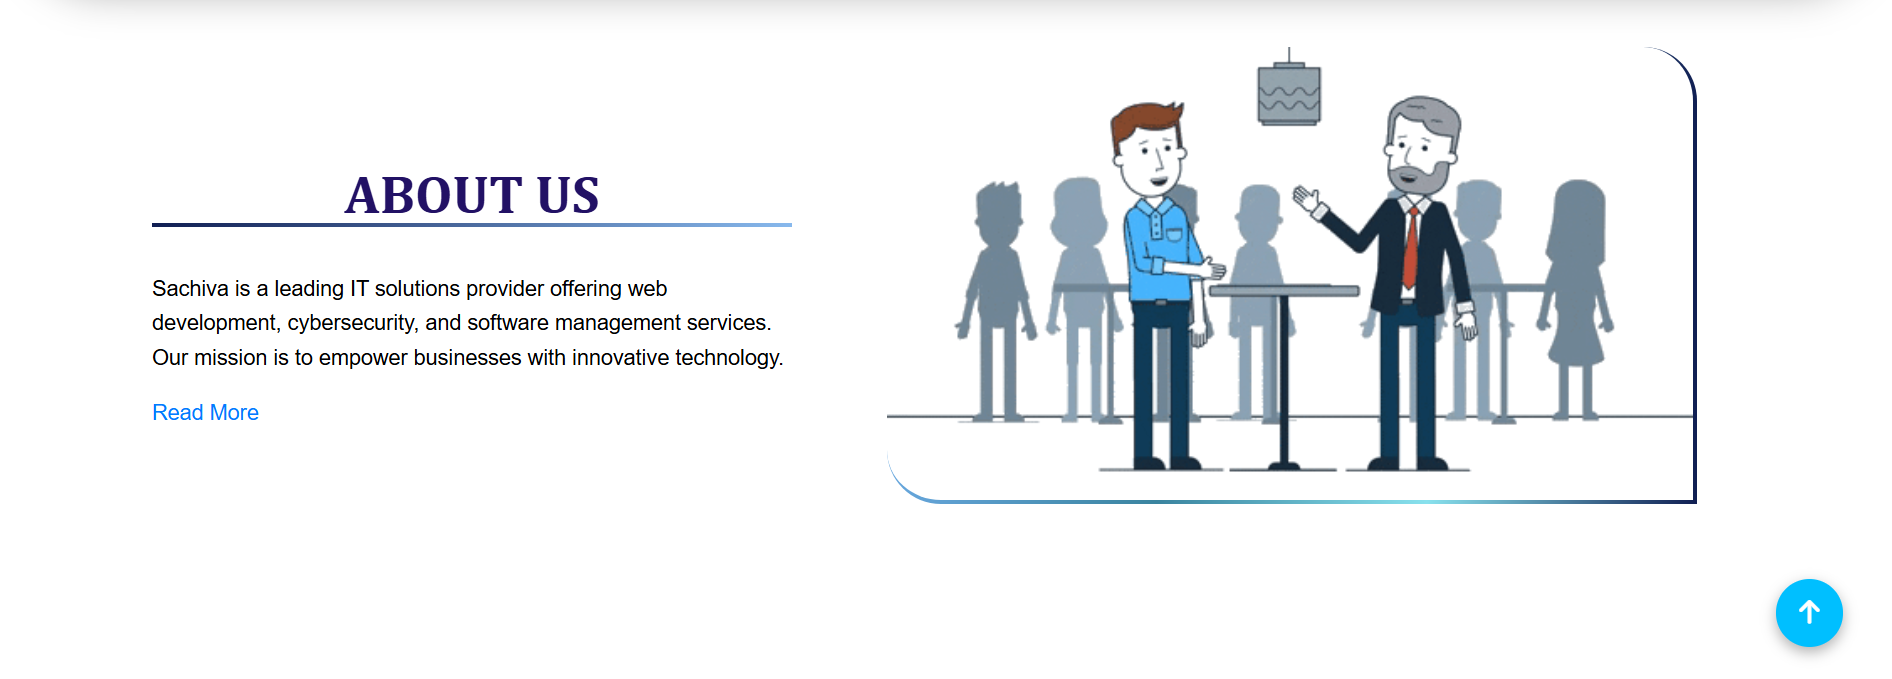 ABOUT US
Sachiva is a leading IT solutions provider offering web
development, cybersecurity, and software management services.
Our mission is to empower businesses with innovative technology.
Read More